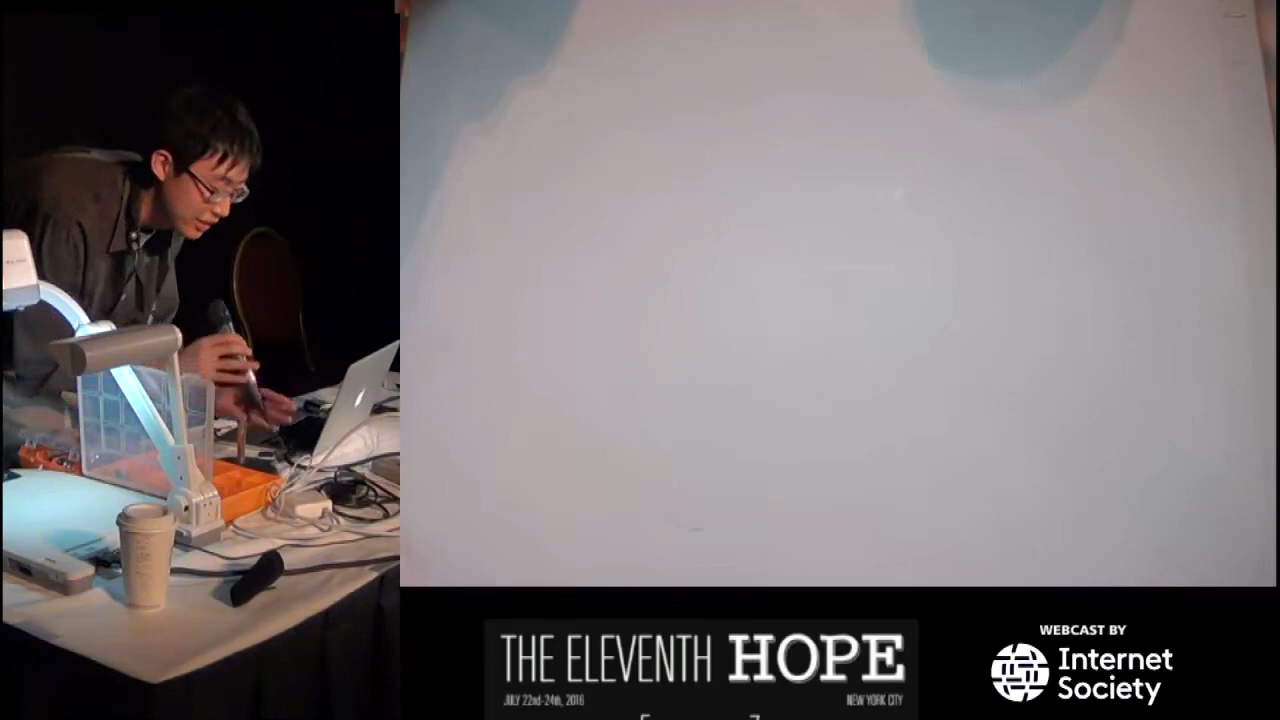 THE ELEVENTH HOPE
JULY 22nd-24th, 2016
NEW YORK CITY
WEBCAST BY
Internet
Society